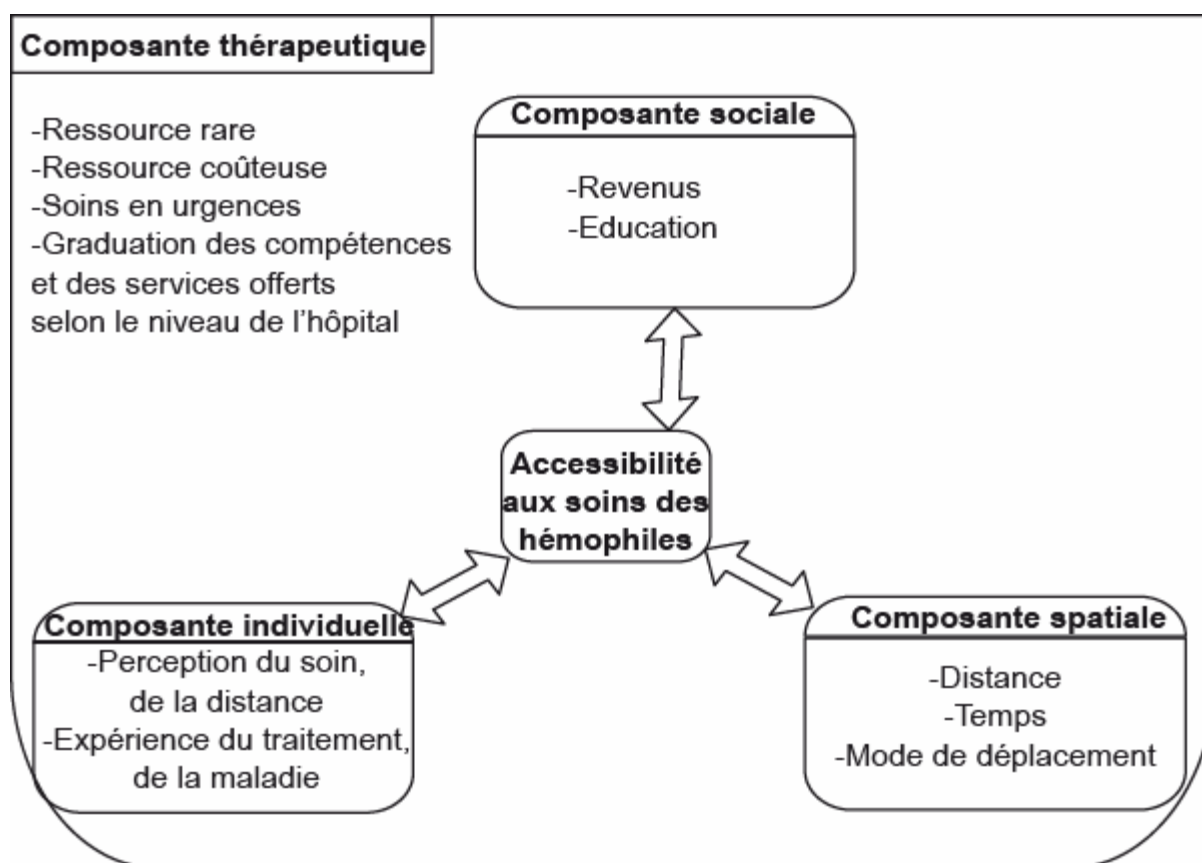 Composante thérapeutique
-Ressource rare
-Ressource coûteuse
-Soins en urgences
-Graduation des compétences
et des services offerts
selon le niveau de l'hôpital
Composante sociale
-Revenus
-Education
Accessibilité
aux soins des
hémophiles
Composante individuelle
-Perception du soin,
de la distance
-Expérience du traitement,
de la maladie
Composante spatiale
-Distance
-Temps
-Mode de déplacement